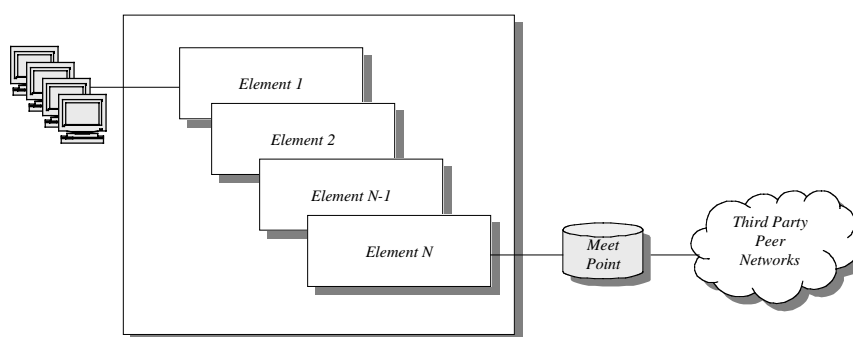 Element 1
Element 2
Element N-1
Element N
Meet
Point
Third Party
Peer
Networks